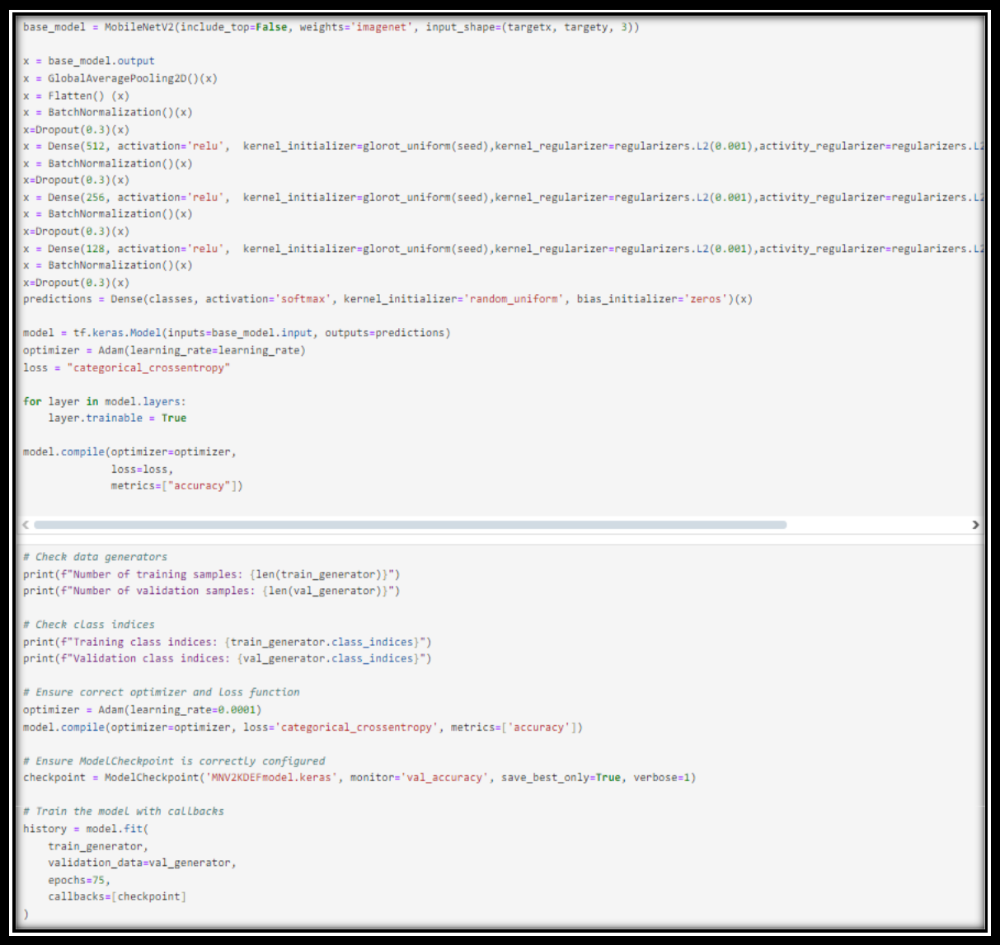 base_model = MobileNetV2(include_top=False, weights='imagenet', input_shape=(targetx, targety, 3))
x = base_model.output
x = GlobalAveragePooling2D()(x)
x = Flatten() (x)
x = BatchNormalization()(x)
x=Dropout(0.3)(x)
x = Dense(512, activation='relu',  kernel_initializer=glorot_uniform(seed),kernel_regularizer=regularizers.L2(0.001),activity_regularizer=regularizers.L2
x = BatchNormalization()(x)
x=Dropout(0.3)(x)
x = Dense(256, activation='relu',  kernel_initializer=glorot_uniform(seed),kernel_regularizer=regularizers.L2(0.001),activity_regularizer=regularizers.L2
x = BatchNormalization()(x)
x=Dropout(0.3)(x)
x = Dense(128, activation='relu',  kernel_initializer=glorot_uniform(seed),kernel_regularizer=regularizers.L2(0.001),activity_regularizer=regularizers.L2
x = BatchNormalization()(x)
x=Dropout(0.3)(x)
predictions = Dense(classes, activation='softmax', kernel_initializer='random_uniform', bias_initializer='zeros')(x)
model = tf.keras.Model(inputs=base_model.input, outputs=predictions)
optimizer = Adam(learning_rate=learning_rate)
loss = "categorical_crossentropy"
for layer in model.layers:
    layer.trainable = True
model.compile(optimizer=optimizer,
              loss=loss,
              metrics=["accuracy"])
# Check data generators
print(f"Number of training samples: {len(train_generator)}")
print(f"Number of validation samples: {len(val_generator)}")
# Check class indices
print(f"Training class indices: {train_generator.class_indices}")
print(f"Validation class indices: {val_generator.class_indices}")
# Ensure correct optimizer and loss function
optimizer = Adam(learning_rate=0.0001)
model.compile(optimizer=optimizer, loss='categorical_crossentropy', metrics=['accuracy'])
# Ensure ModelCheckpoint is correctly configured
checkpoint = ModelCheckpoint('MNV2KDEFmodel.keras', monitor='val_accuracy', save_best_only=True, verbose=1)
# Train the model with callbacks
history = model.fit(
    train_generator,
    validation_data=val_generator,
    epochs=75,
    callbacks=[checkpoint]
)